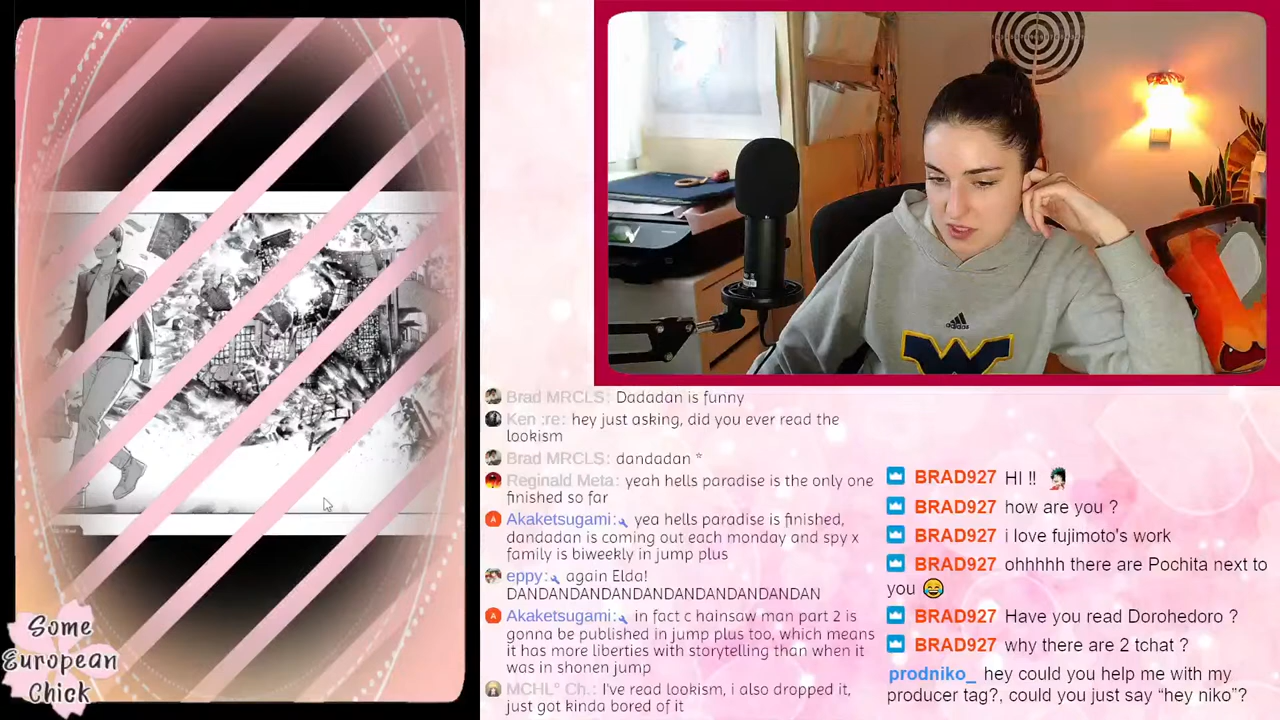 Brad MRCLS: Dadadan is funny
Ken :re: hey just asking, did you ever read the
lookism
Brad MRCLS: dandadan *
Reginald Meta: yeah hells paradise is the only one
finished so far
Akaketsugami: yea hells paradise is finished,
dandadan is coming out each monday and spy x
family is biweekly in jump plus
eppy: again Elda!
DANDANDANDANDANDANDANDANDANDAN
Akaketsugami: in fact c hainsaw man part 2 is
gonna be published in jump plus too, which means
it has more liberties with storytelling than when it
was in shonen jump
MCHL° Ch.: I've read lookism, i also dropped it,
just got kinda bored of it
BRAD927 HI !!
BRAD927 how are you ?
BRAD927 i love fujimoto's work
BRAD927 ohhhhh there are Pochita next to
you 😂
BRAD927 Have you read Dorohedoro ?
BRAD927 why there are 2 tchat ?
prodniko_ hey could you help me with my
producer tag?, could you just say “hey niko”?
Some
European
Chick
adidas
W